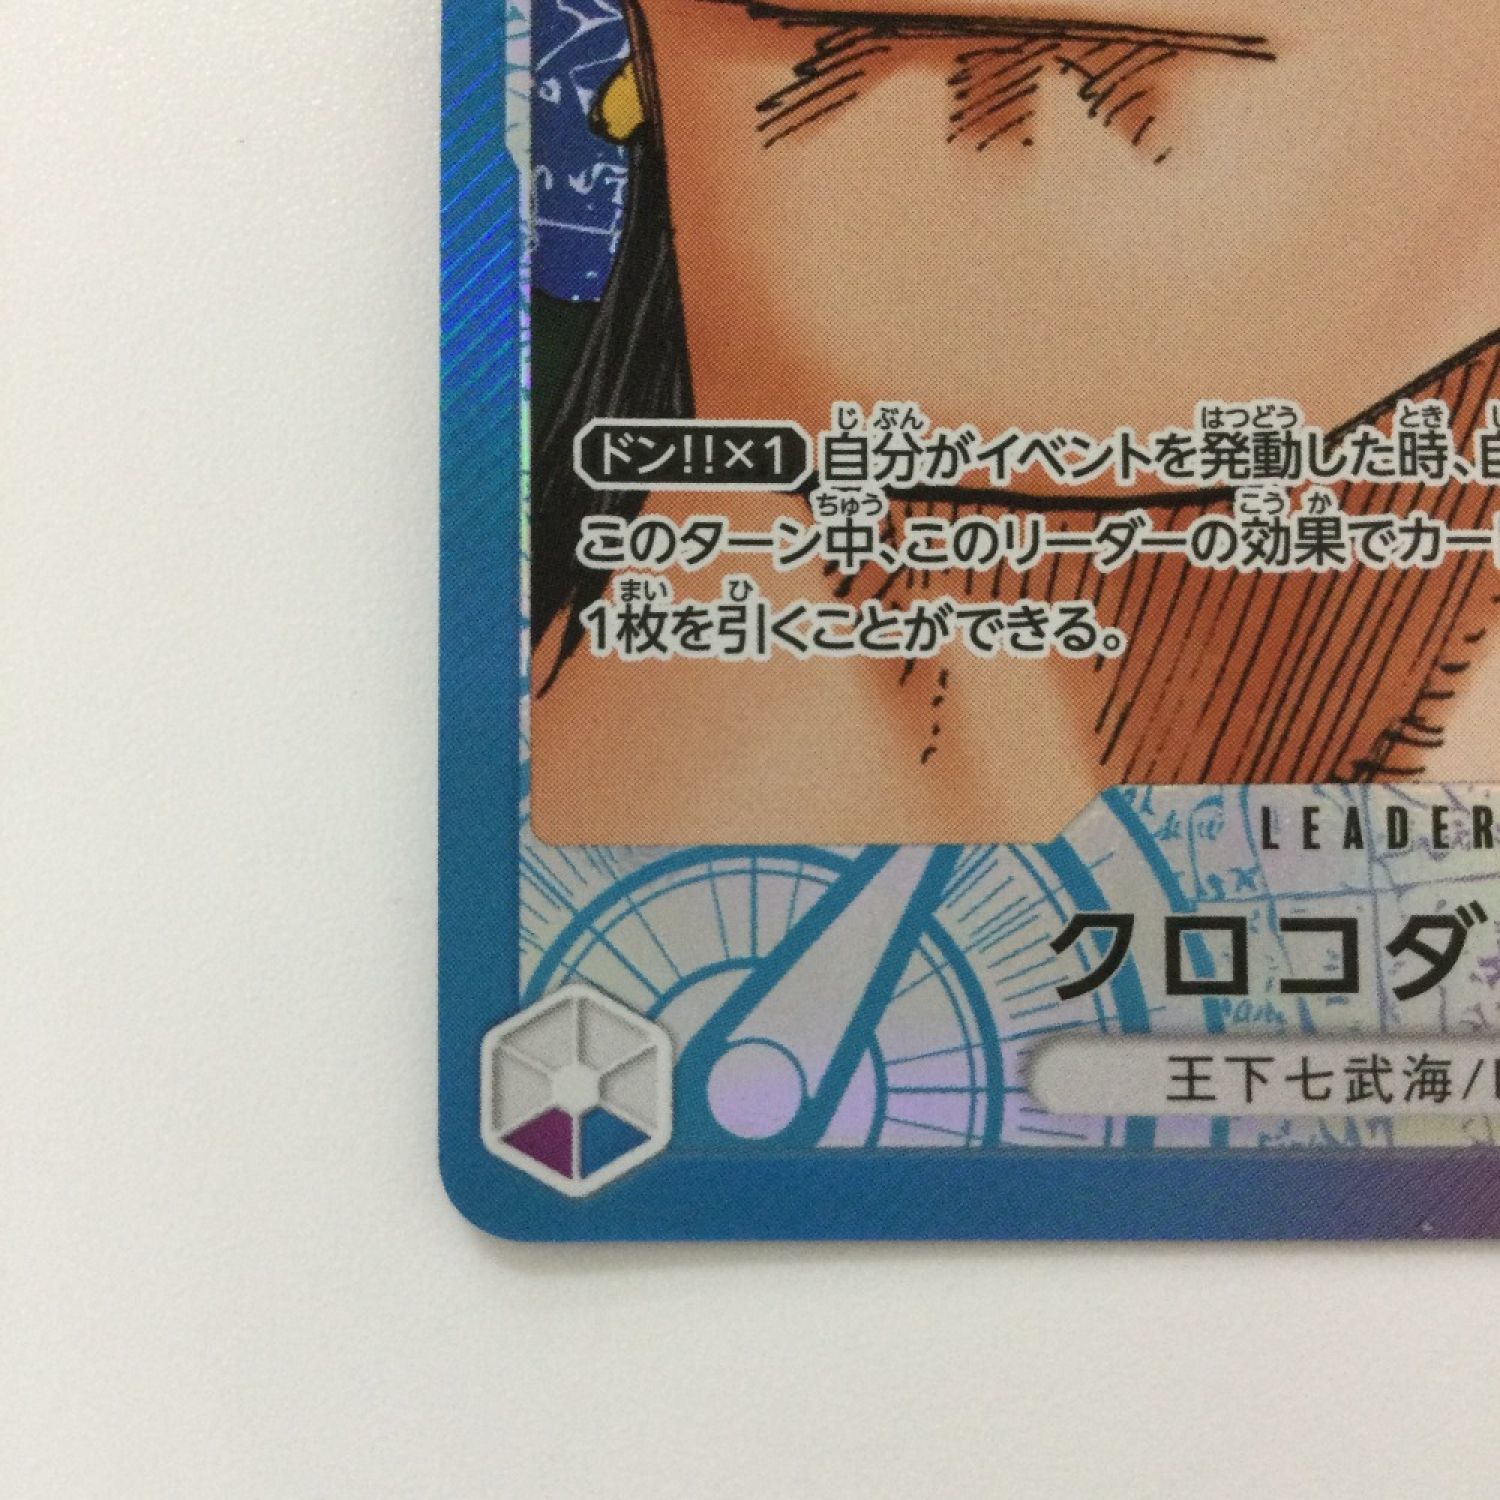 ドン!!×1 自分がイベントを発動した時、自
このターン中、このリーダーの効果でカー
1枚を引くことができる。
LEADER
クロコダ
王下七武海/